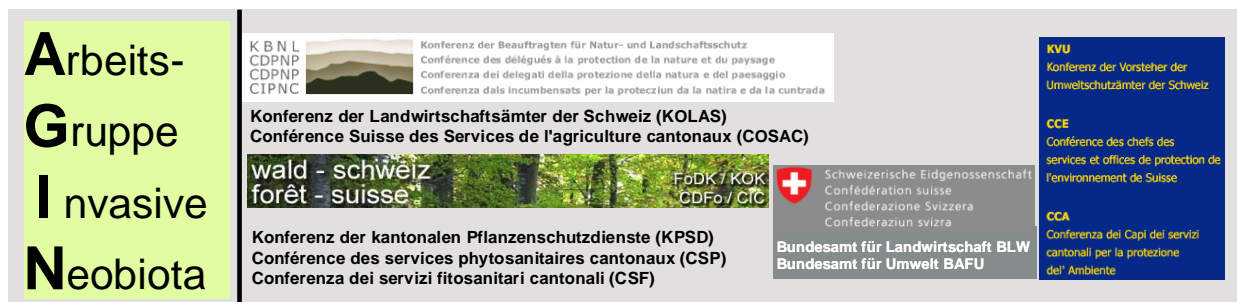 Arbeits-
Gruppe
Invasive
Neobiota
KBNL
CDPNP
CDPNP
CIPNC
Konferenz der Beauftragten für Natur- und Landschaftsschutz
Conférence des délégués à la protection de la nature et du paysage
Conferenza dei delegati della protezione della natura e del paesaggio
Conferenza dals incumbensats per la protecziun da la natira e da la cuntrada
Konferenz der Landwirtschaftsämter der Schweiz (KOLAS)
Conférence Suisse des Services de l'agriculture cantonaux (COSAC)
wald - schweiz
forêt - suisse
FoDK / KOK
CDFo / CIC
Konferenz der kantonalen Pflanzenschutzdienste (KPSD)
Conférence des services phytosanitaires cantonaux (CSP)
Conferenza dei servizi fitosanitari cantonali (CSF)
Schweizerische Eidgenossenschaft
Confédération suisse
Confederazione Svizzera
Confederaziun svizra
Bundesamt für Landwirtschaft BLW
Bundesamt für Umwelt BAFU
KVU
Konferenz der Vorsteher der
Umweltschutzämter der Schweiz
CCE
Conférence des chefs des
services et offices de protection de
l'environnement de Suisse
CCA
Conferenza dei Capi dei servizi
cantonali per la protezione
del' Ambiente